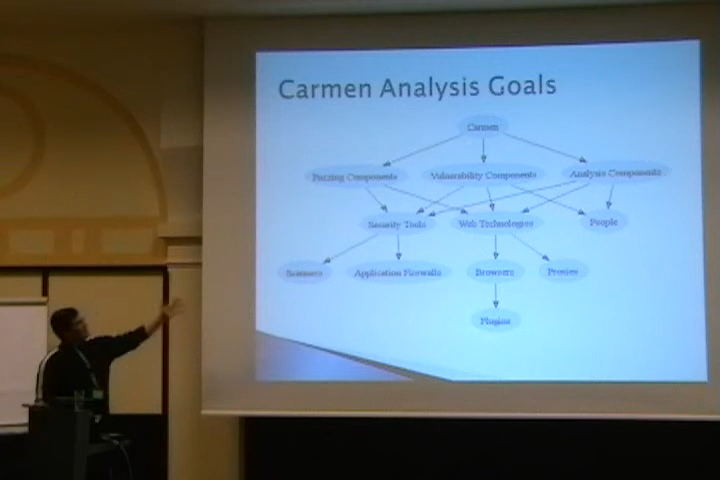 Carmen Analysis Goals
Carmen
Fuzzing Components Vulnerability Components Analysis Components
Security Tools Web Technologies People
Scanners Application Firewalls Browsers Proxies
Plugins